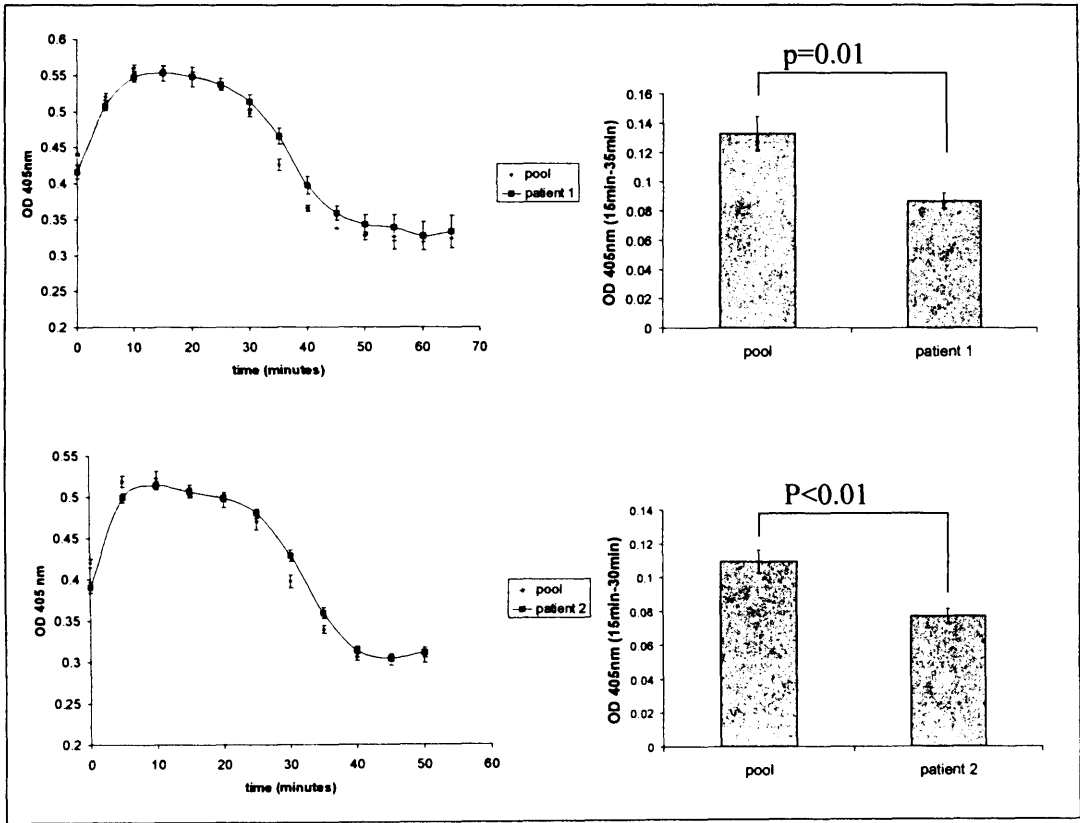 0.6
0.55
0.5
0.45
0.4
0.35
0.3
0.25
0.2
OD 405nm
0 10 20 30 40 50 60 70
time (minutes)
pool
patient 1
p=0.01
0.16
0.14
0.12
0.1
0.08
0.06
0.04
0.02
0
OD 405nm (15min-35min)
pool patient 1
0.55
0.5
0.45
0.4
0.35
0.3
0.25
0.2
OD 405 nm
0 10 20 30 40 50 60
time (minutes)
pool
patient 2
P<0.01
0.14
0.12
0.1
0.08
0.06
0.04
0.02
0
OD 405nm (15min-30min)
pool patient 2